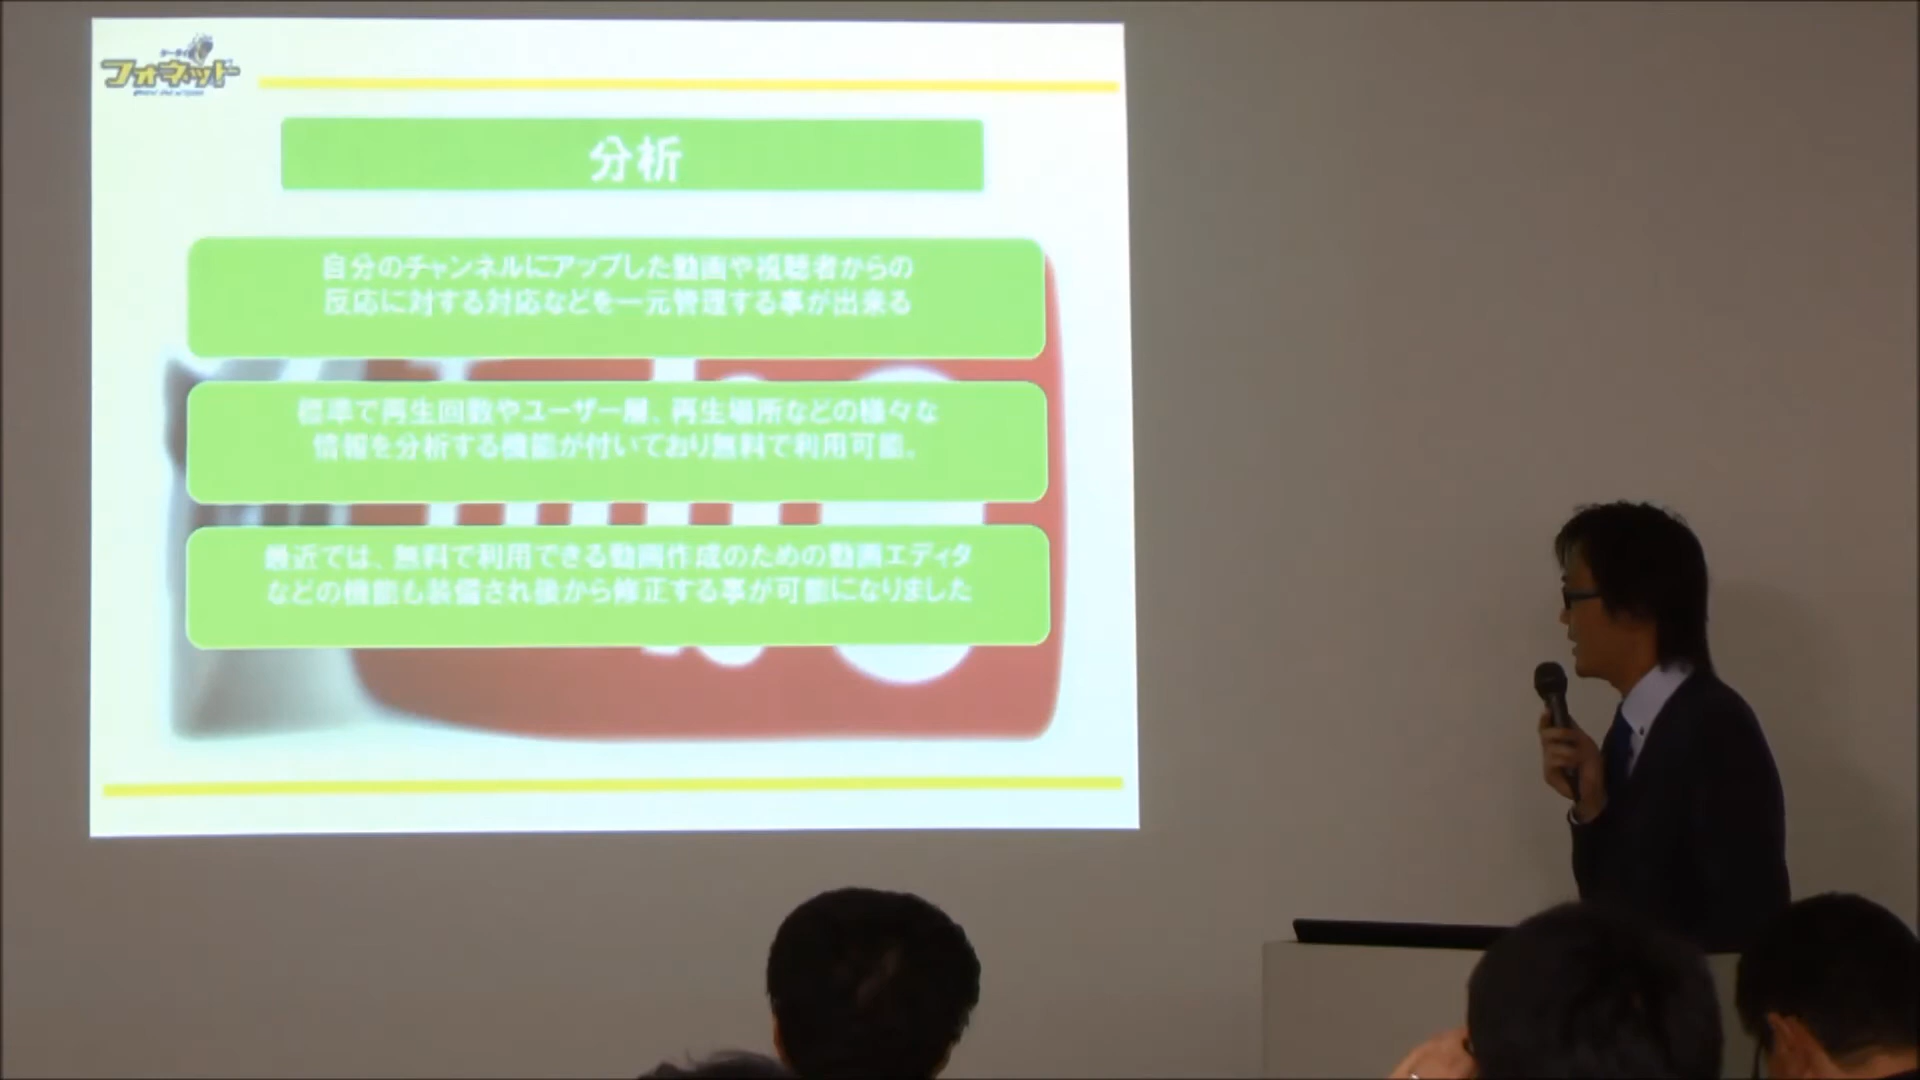 フォネット
分析
自分のチャンネルにアップした動画や視聴者からの
反応に対する対応などを一元管理する事が出来る
標準で再生回数やユーザー層、再生場所などの様々な
情報を分析する機能が付いており無料で利用可能。
最近では、無料で利用できる動画作成のための動画エディタ
などの機能も装備され後から修正する事が可能になりました